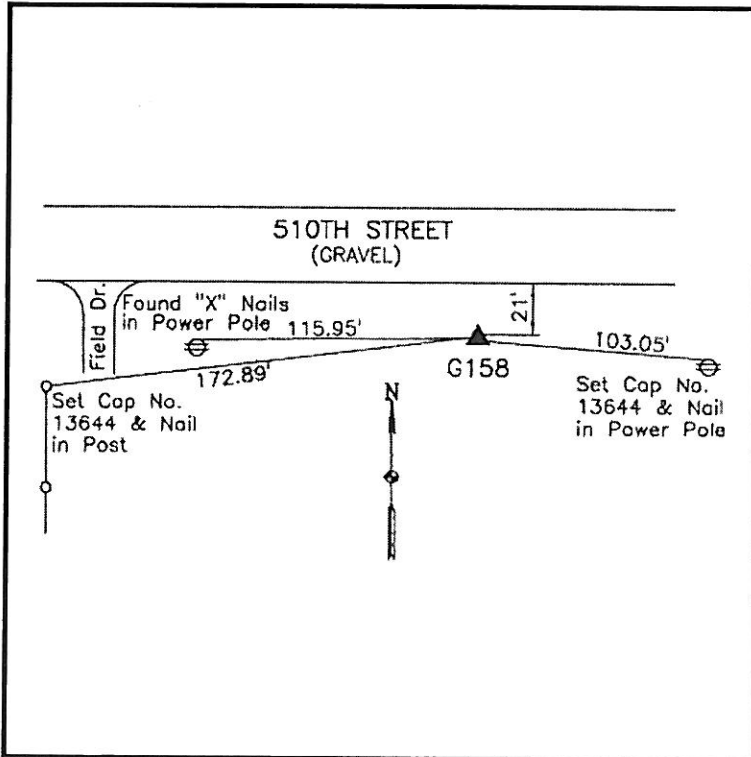 510TH STREET
(GRAVEL)
Field Dr.
Found "X" Nails
in Power Pole
115.95'
21'
103.05'
172.89'
G158
N
Set Cap No.
13644 & Nail
in Post
Set Cap No.
13644 & Nail
in Power Pole